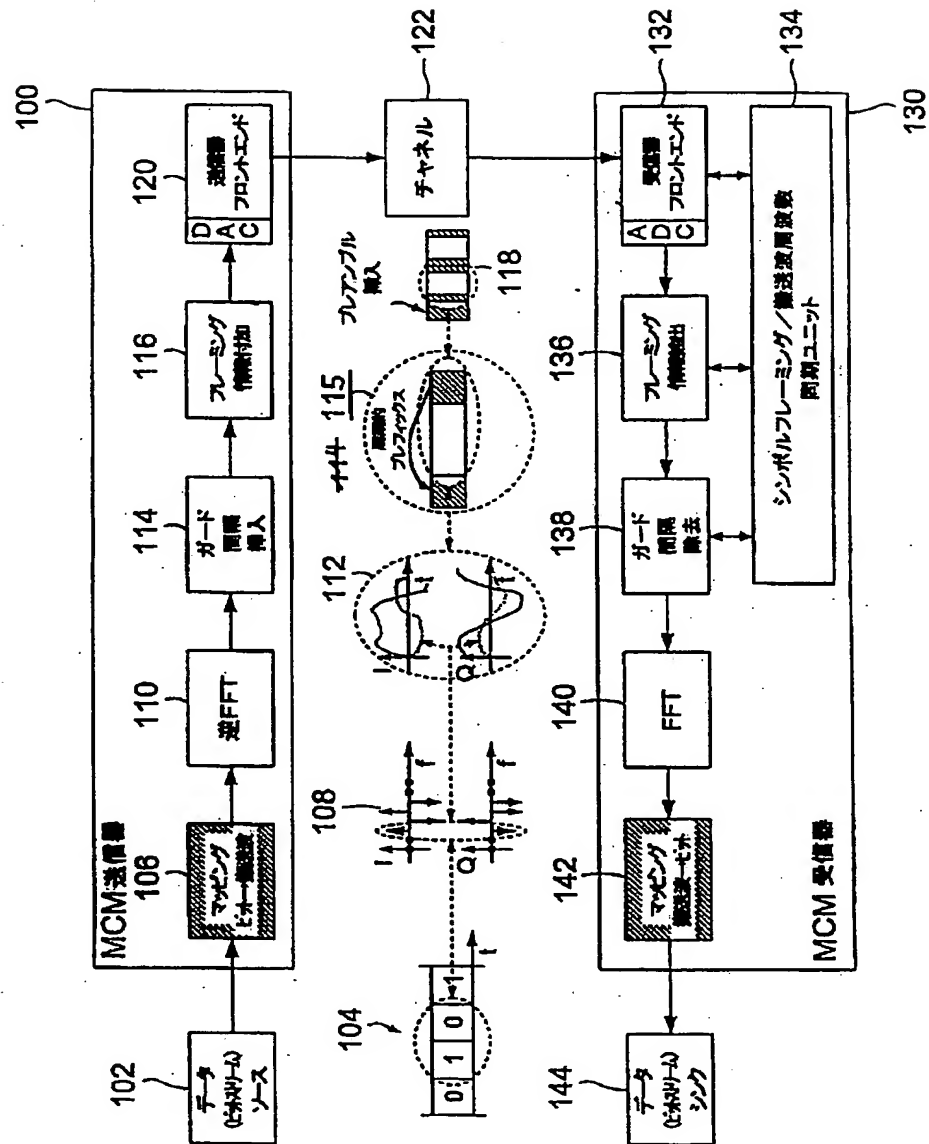 100
MCM送信器
102
データ
(ビットストリーム)
ソース
106
マッピング
ビット―搬送波
110
逆FFT
114
ガード
間隔
挿入
116
フレーミング
情報付加
120
D
A
C
送信器
フロントエンド
104
0
1
0
1
t
108
I
f
Q
f
112
I
t
Q
t
114 115
周期的
プレフィックス
プレアンブル
挿入
118
チャネル
122
144
データ
(ビットストリーム)
シンク
MCM 受信器
142
マッピング
搬送波―ビット
140
FFT
138
ガード
間隔
除去
136
フレーミング
情報検出
A
D
C
受信器
フロントエンド
132
シンボルフレーミング/搬送波周波数
同期ユニット
134
130